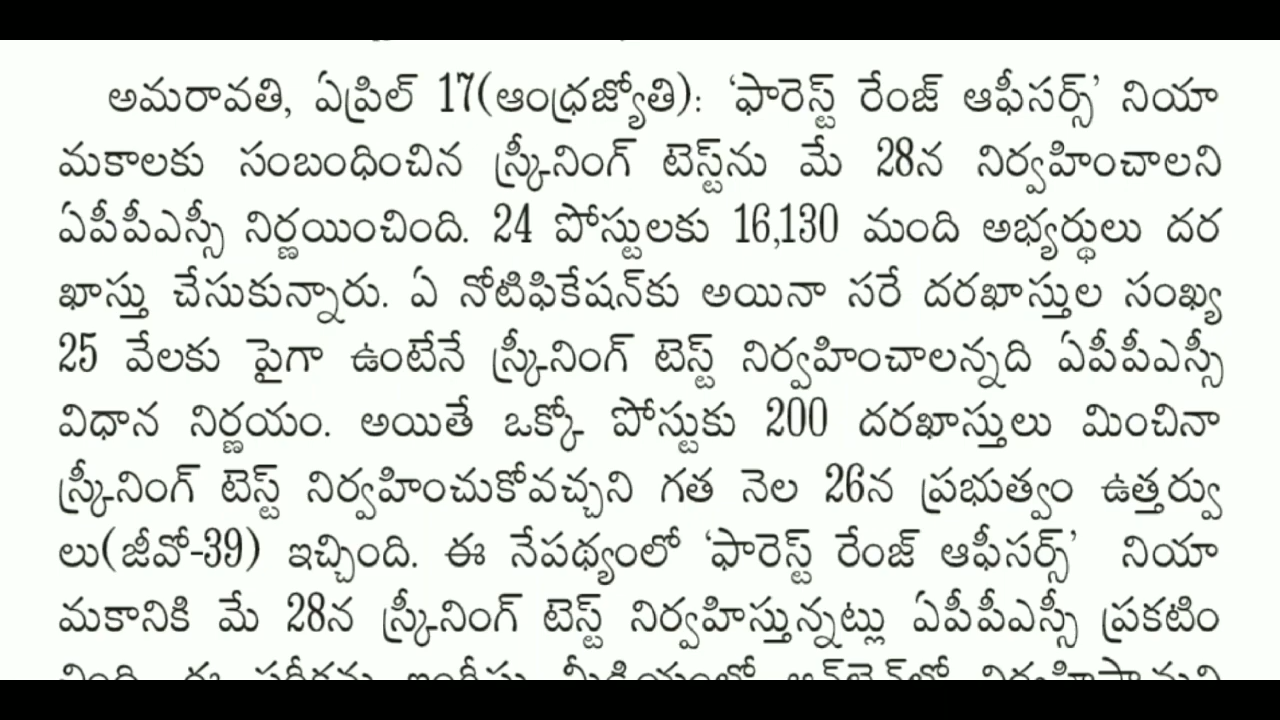 అమరావతి, ఏప్రిల్ 17(ఆంధ్రజ్యోతి): ‘ఫారెస్ట్ రేంజ్ ఆఫీసర్స్’ నియా
మకాలకు సంబంధించిన స్క్రీనింగ్ టెస్ట్‌ను మే 28న నిర్వహించాలని
ఏపీపీఎస్సీ నిర్ణయించింది. 24 పోస్టులకు 16,130 మంది అభ్యర్థులు దర
ఖాస్తు చేసుకున్నారు. ఏ నోటిఫికేషన్‌కు అయినా సరే దరఖాస్తుల సంఖ్య
25 వేలకు పైగా ఉంటేనే స్క్రీనింగ్ టెస్ట్ నిర్వహించాలన్నది ఏపీపీఎస్సీ
విధాన నిర్ణయం. అయితే ఒక్కో పోస్టుకు 200 దరఖాస్తులు మించినా
స్క్రీనింగ్ టెస్ట్ నిర్వహించుకోవచ్చని గత నెల 26న ప్రభుత్వం ఉత్తర్వు
లు(జీవో-39) ఇచ్చింది. ఈ నేపథ్యంలో ‘ఫారెస్ట్ రేంజ్ ఆఫీసర్స్’ నియా
మకానికి మే 28న స్క్రీనింగ్ టెస్ట్ నిర్వహిస్తున్నట్లు ఏపీపీఎస్సీ ప్రకటిం